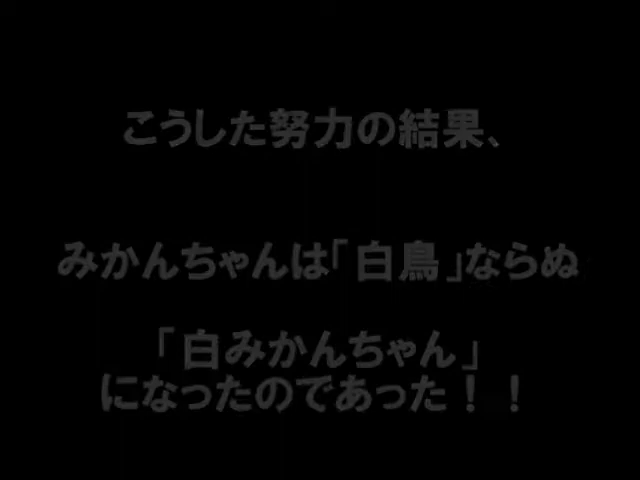 こうした努力の結果、
みかんちゃんは「白鳥」ならぬ
「白みかんちゃん」
になったのであった！！